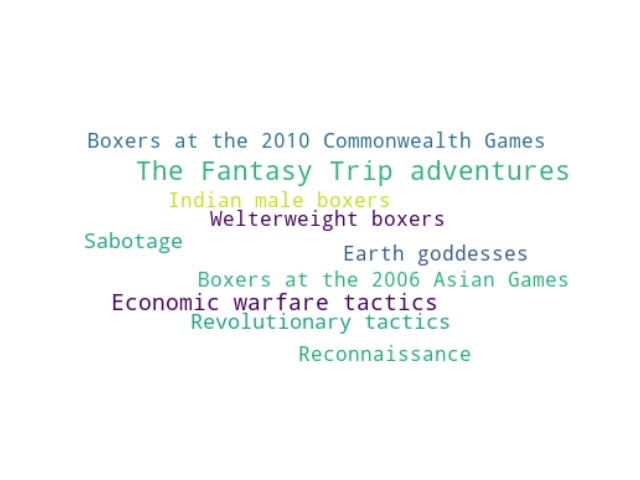 Boxers at the 2010 Commonwealth Games
The Fantasy Trip adventures
Indian male boxers
Welterweight boxers
Sabotage
Earth goddesses
Boxers at the 2006 Asian Games
Economic warfare tactics
Revolutionary tactics
Reconnaissance